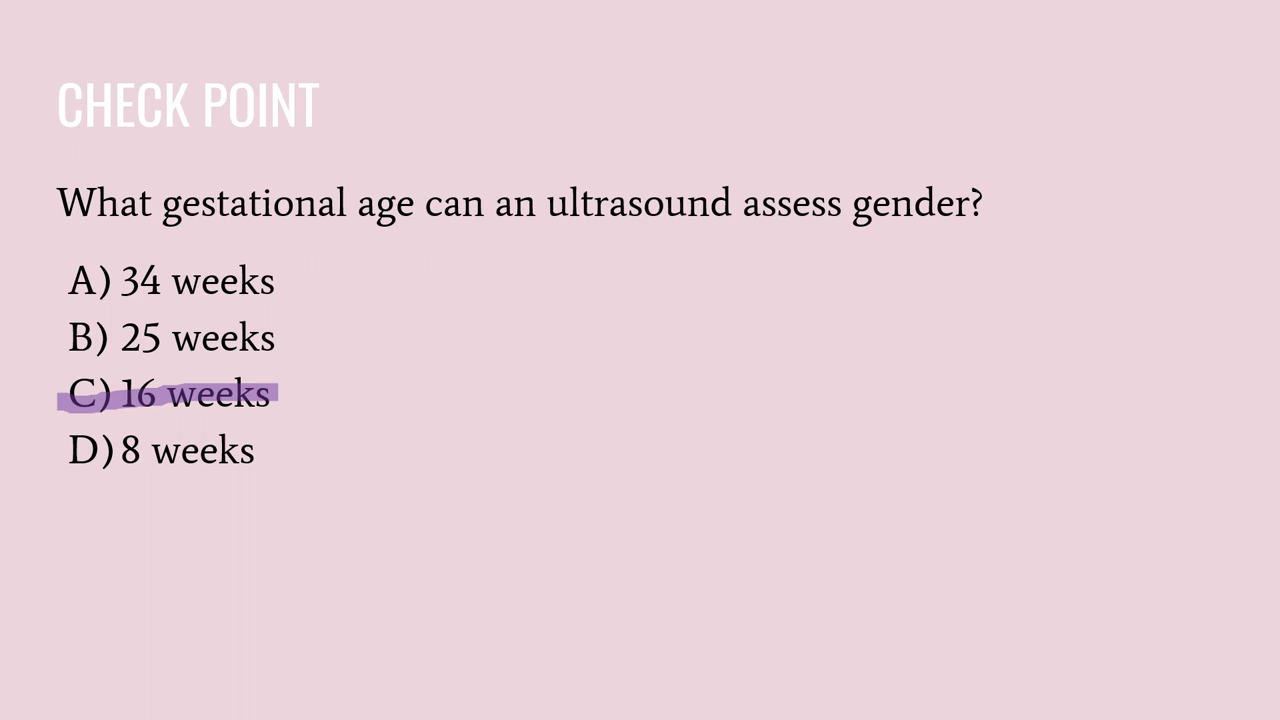 CHECK POINT
What gestational age can an ultrasound assess gender?
A) 34 weeks
B) 25 weeks
C) 16 weeks
D) 8 weeks